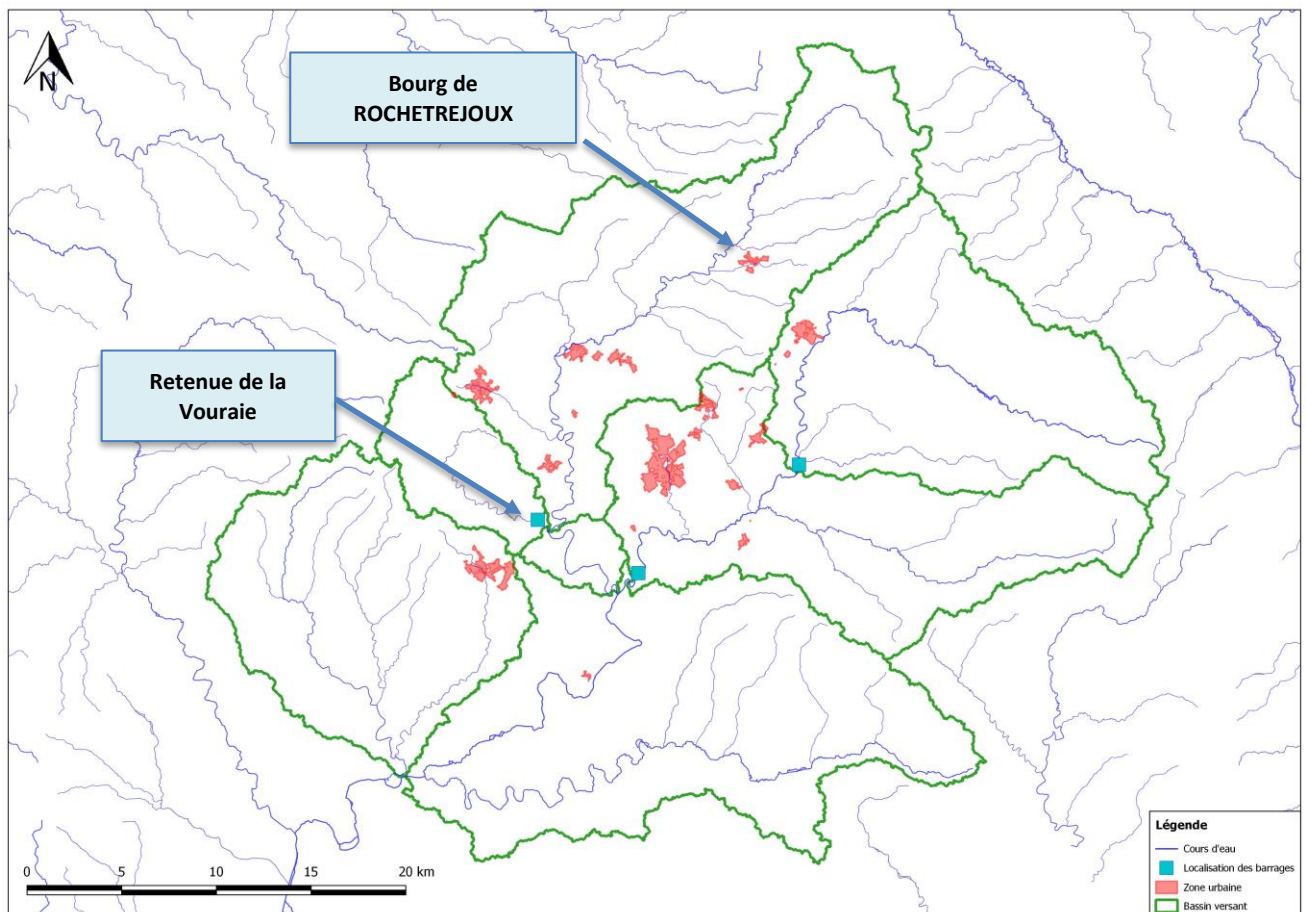 N
Bourg de
ROCHETREJOUX
Retenue de la
Vouraie
0 5 10 15 20 km
Légende
Cours d'eau
Localisation des barrages
Zone urbaine
Bassin versant